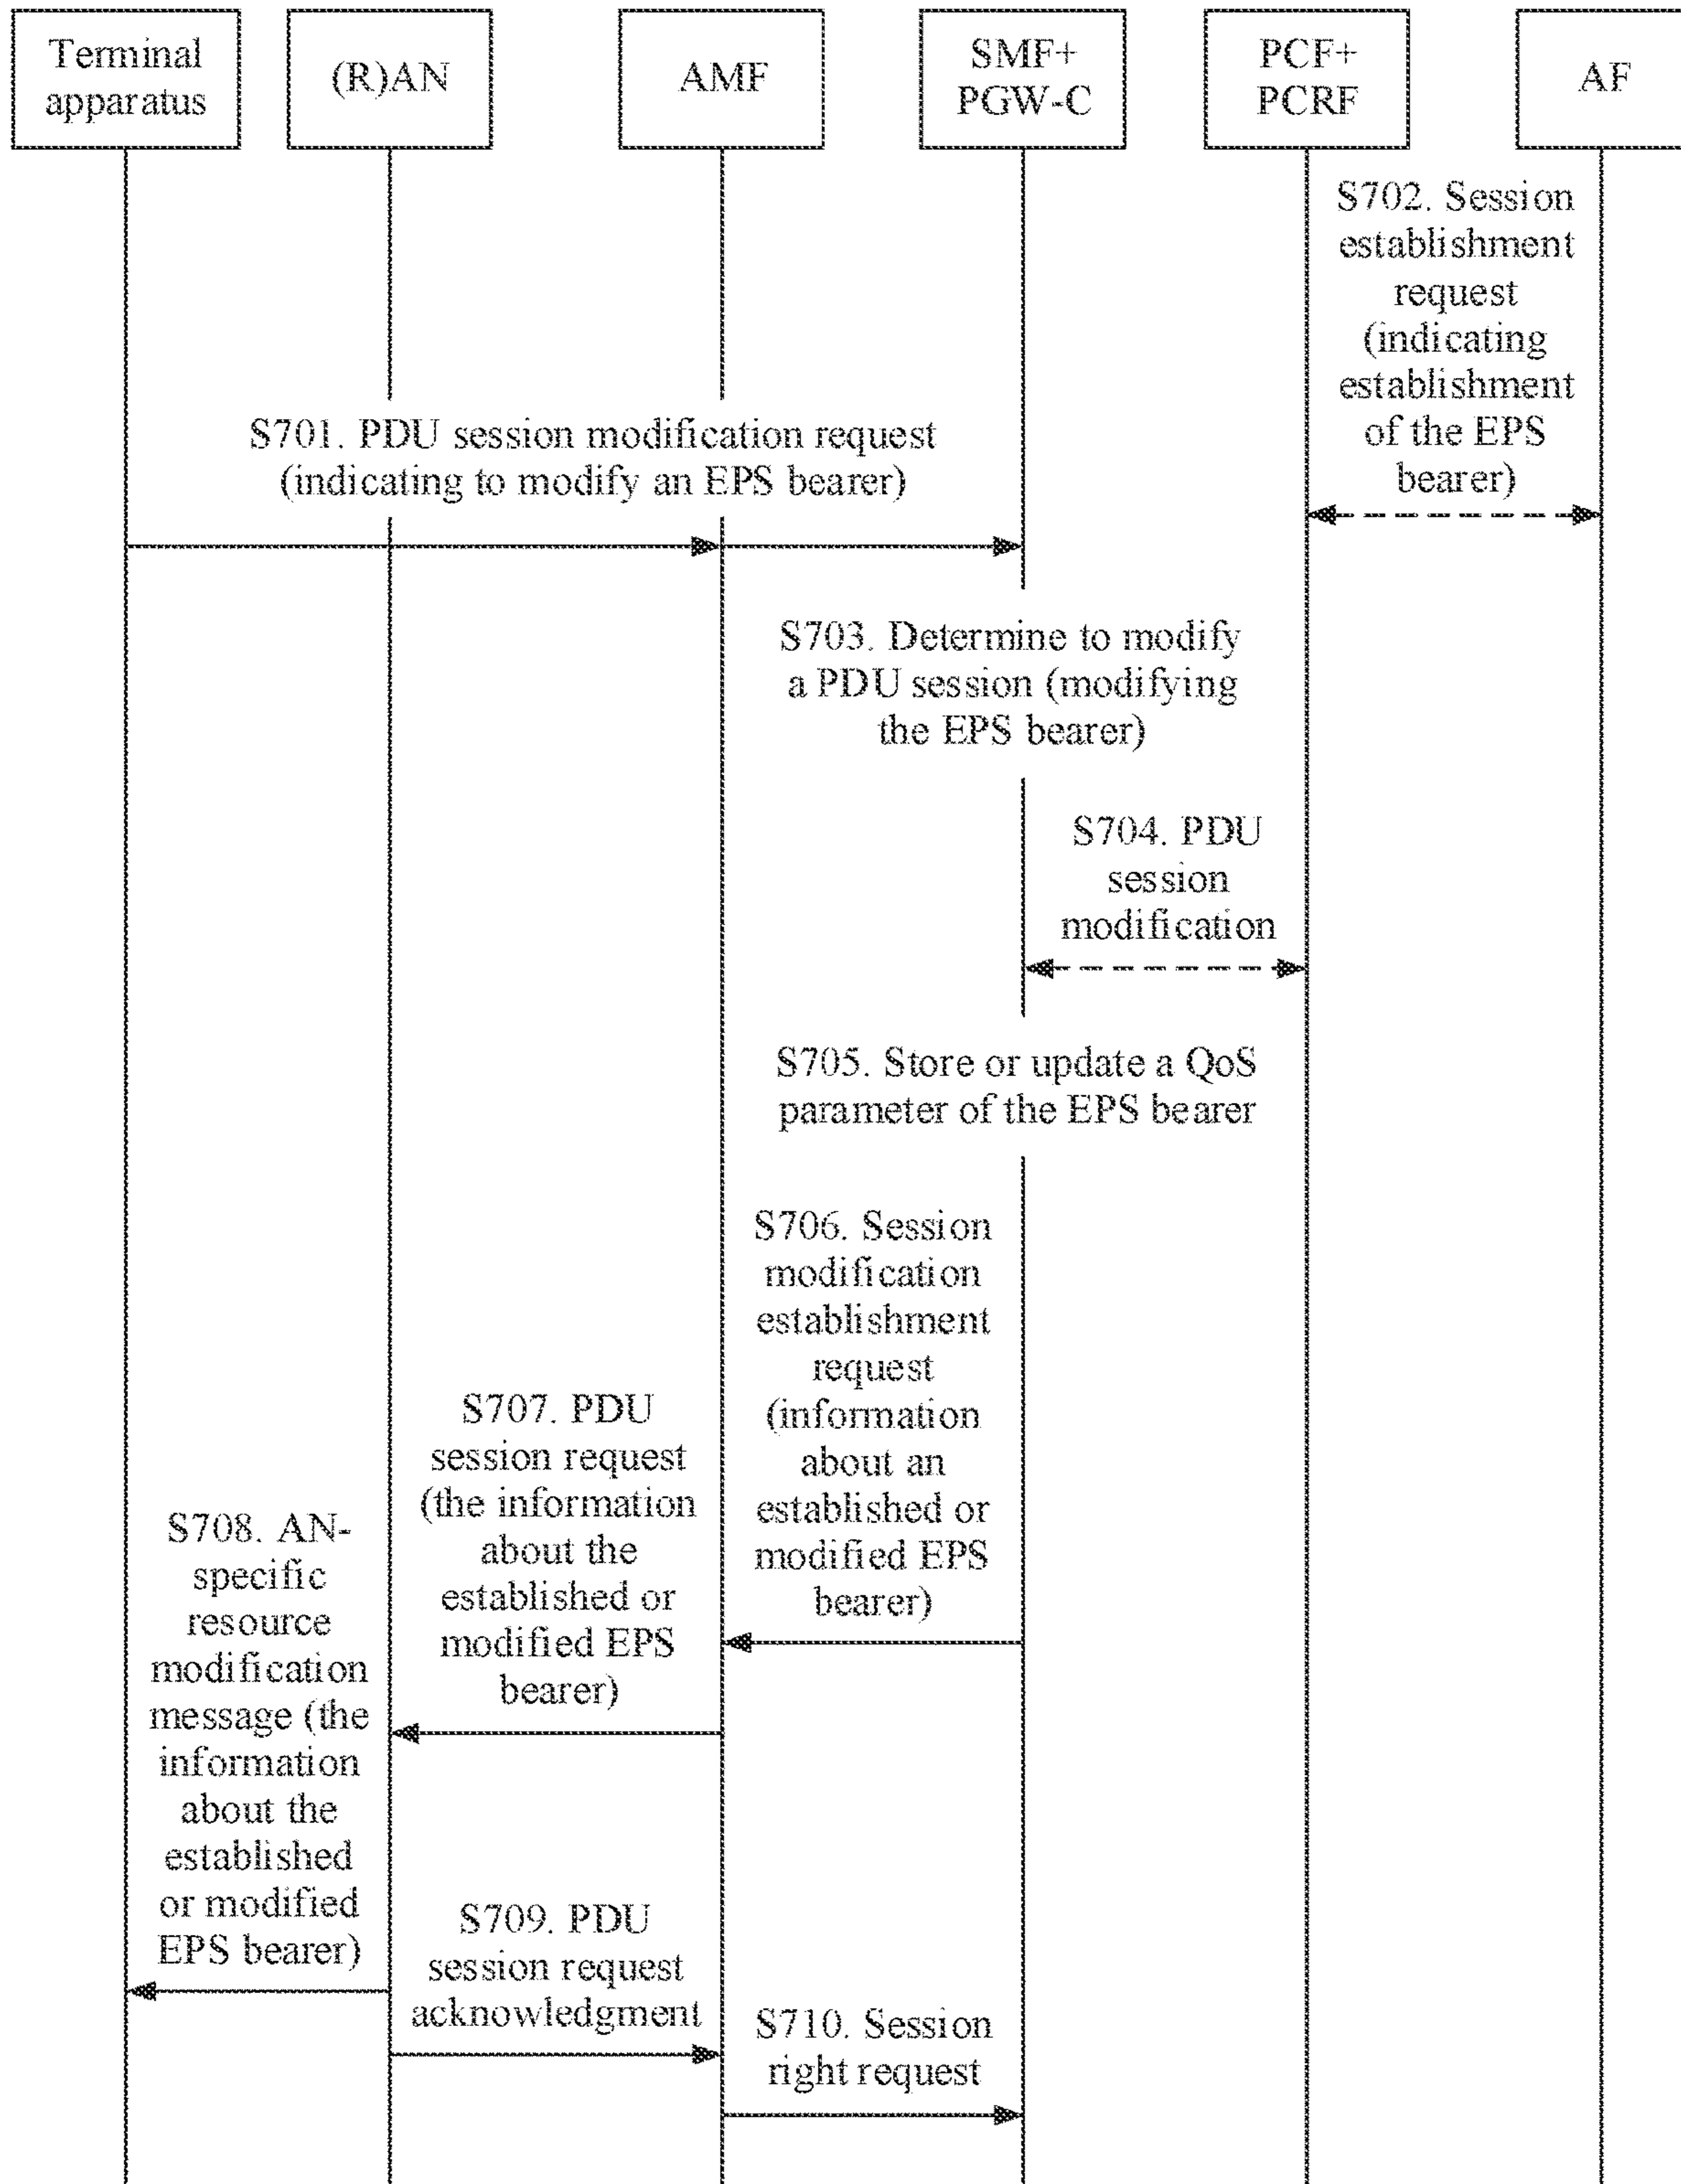 Terminal
apparatus
(R)AN
AMF
SMF+
PGW-C
PCF+
PCRF
AF
S702. Session
establishment
request
(indicating
establishment
of the EPS
bearer)
S701. PDU session modification request
(indicating to modify an EPS bearer)
S703. Determine to modify
a PDU session (modifying
the EPS bearer)
S704. PDU
session
modification
S705. Store or update a QoS
parameter of the EPS bearer
S706. Session
modification
establishment
request
(information
about an
established or
modified EPS
bearer)
S707. PDU
session request
(the information
about the
established or
modified EPS
bearer)
S708. AN-
specific
resource
modification
message (the
information
about the
established
or modified
EPS bearer)
S709. PDU
session request
acknowledgment
S710. Session
right request